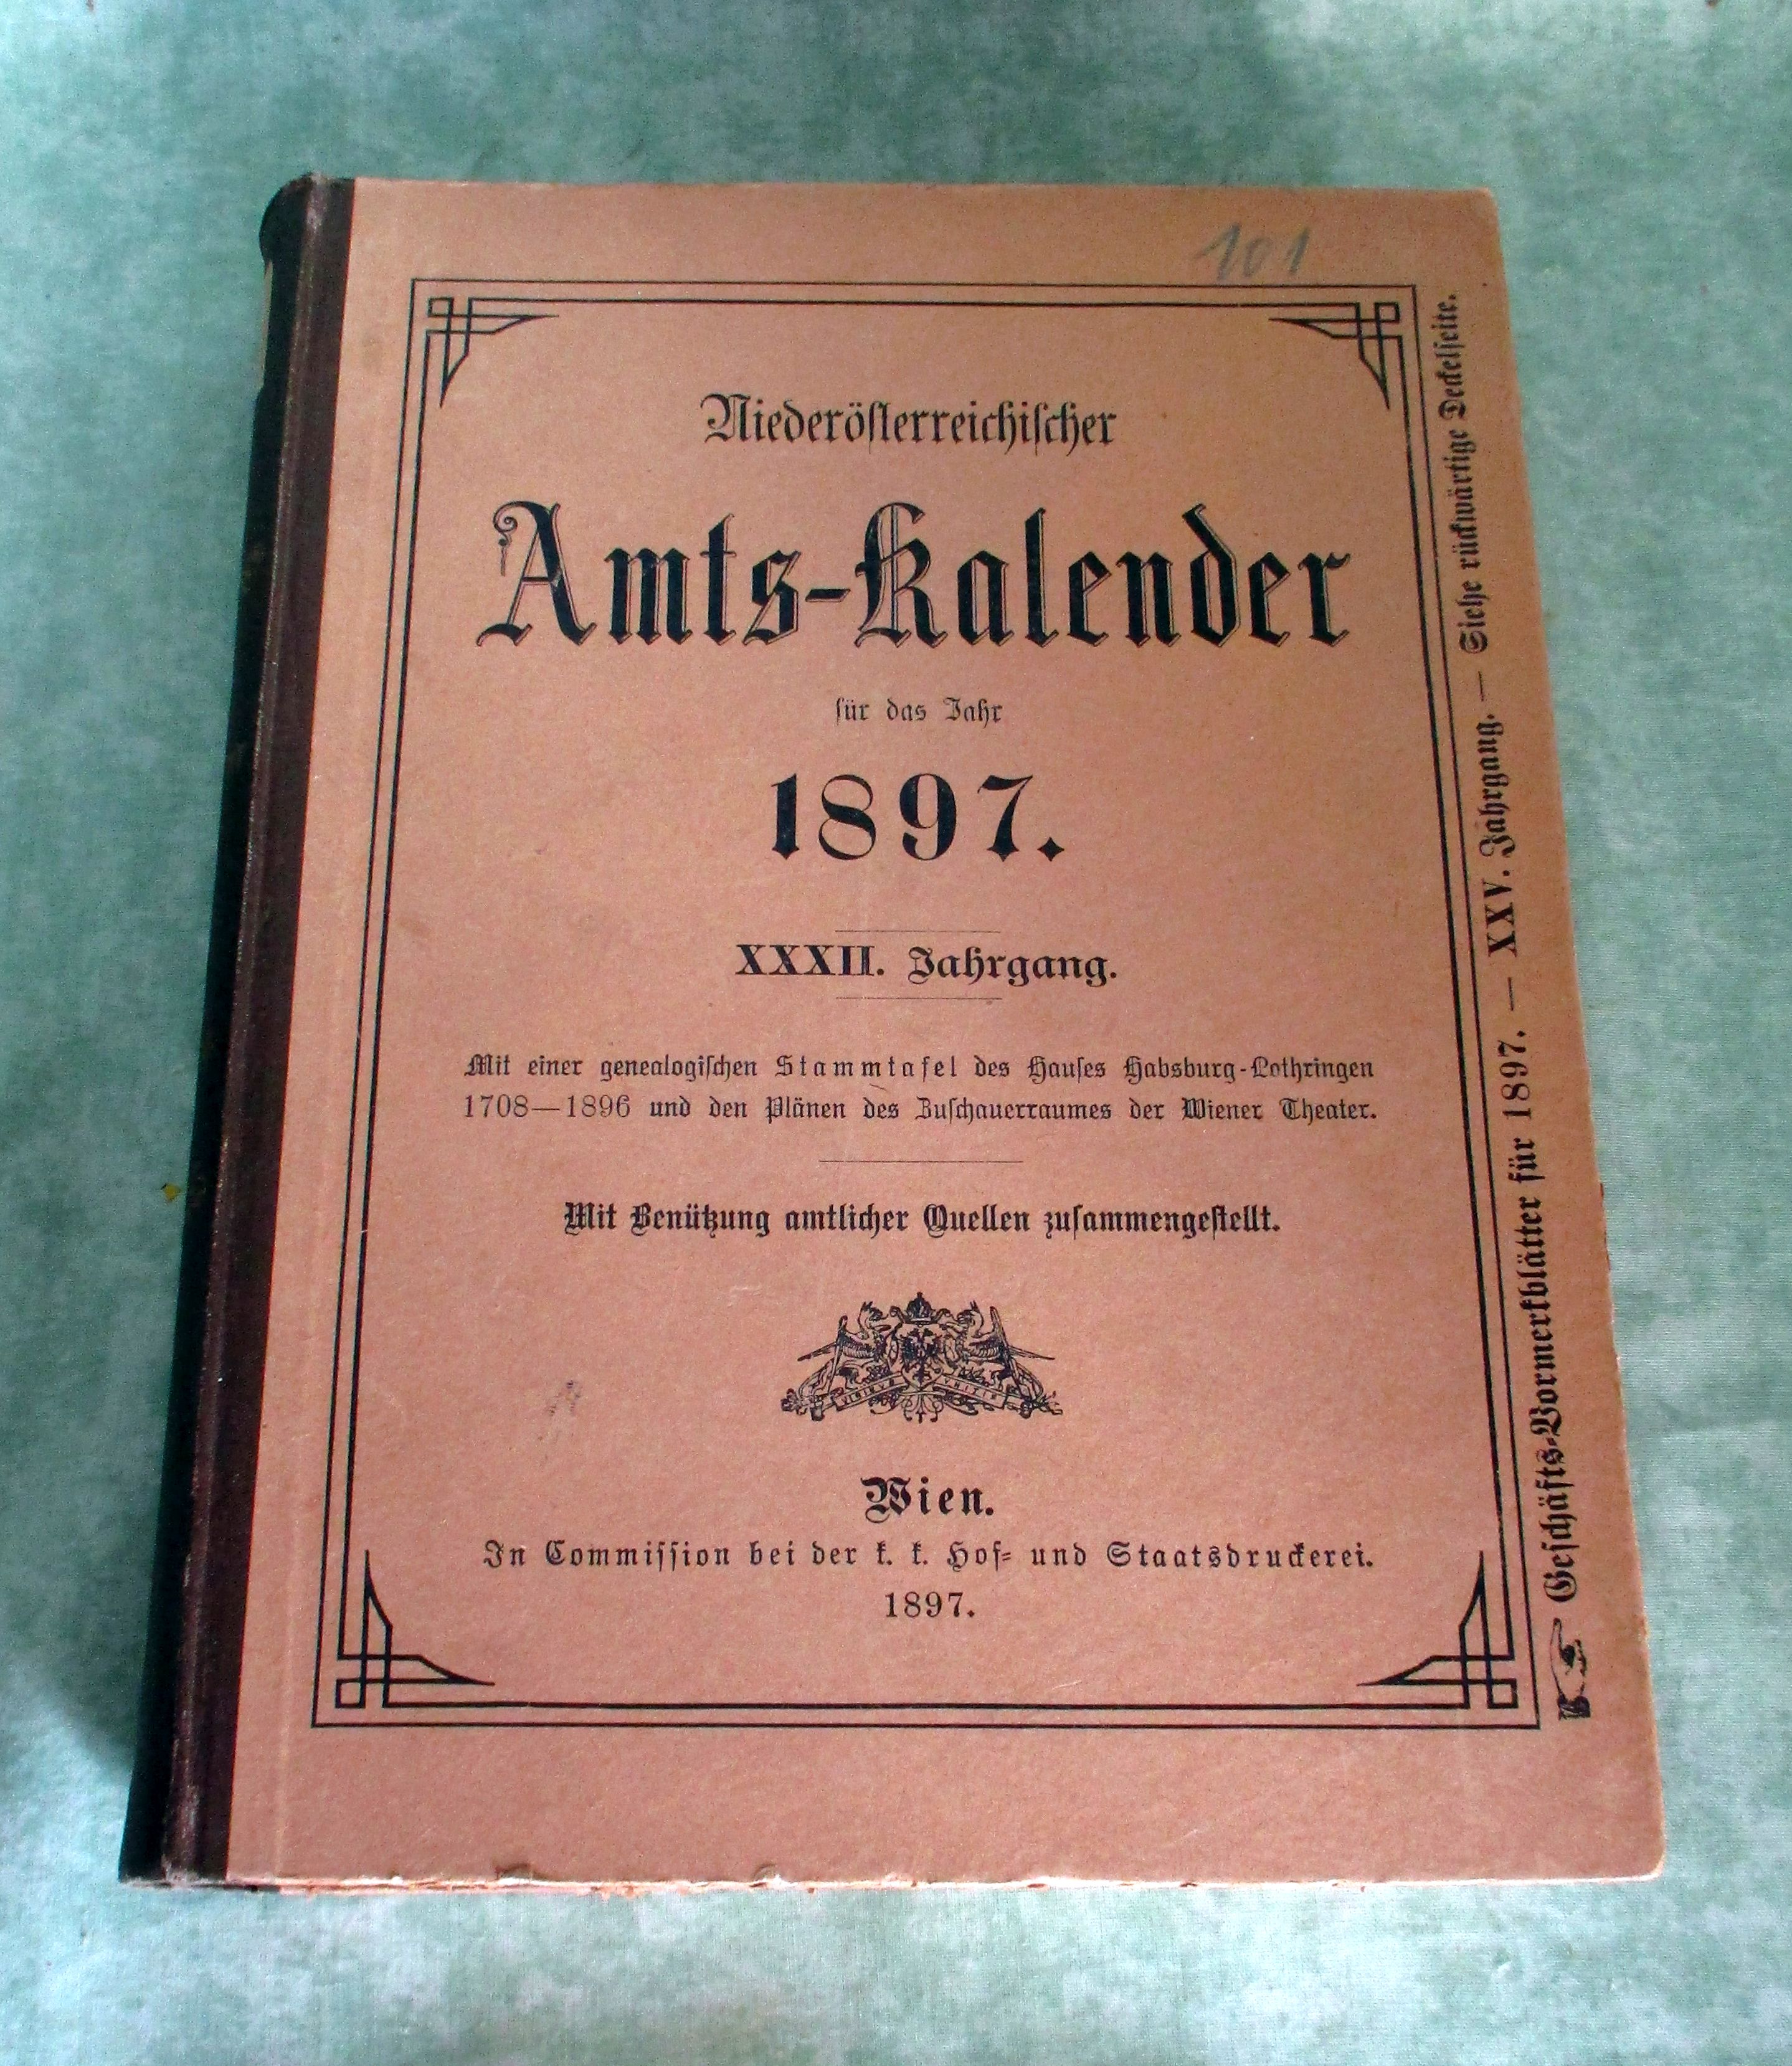 101
Niederösterreichischer
Amts-Kalender
für das Jahr
1897.
XXXII. Jahrgang.
Mit einer genealogischen Stammtafel des Hauses Habsburg-Lothringen
1708—1896 und den Plänen des Zuschauerraumes der Wiener Theater.
Mit Benützung amtlicher Quellen zusammengestellt.
VIRIBUS UNITIS
Wien.
In Commission bei der k. k. Hof- und Staatsdruckerei.
1897.
Geschäfts-Vormerkblätter für 1897. — XXV. Jahrgang. — Siehe rückwärtige Deckelseite.